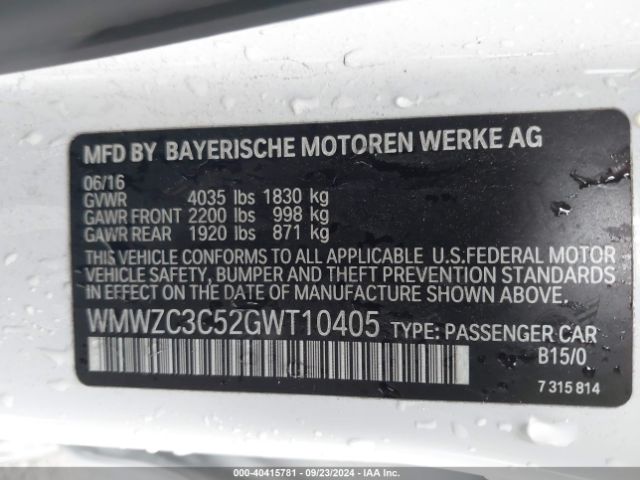 MFD BY BAYERISCHE MOTOREN WERKE AG
06/16
GVWR 4035 lbs 1830 kg
GAWR FRONT 2200 lbs 998 kg
GAWR REAR 1920 lbs 871 kg
THIS VEHICLE CONFORMS TO ALL APPLICABLE U.S.FEDERAL MOTOR
VEHICLE SAFETY, BUMPER AND THEFT PREVENTION STANDARDS
IN EFFECT ON THE DATE OF MANUFACTURE SHOWN ABOVE.
WMWZC3C52GWT10405 TYPE: PASSENGER CAR
B15/0
7 315 814
000-40415781 - 09/23/2024 - IAA Inc.